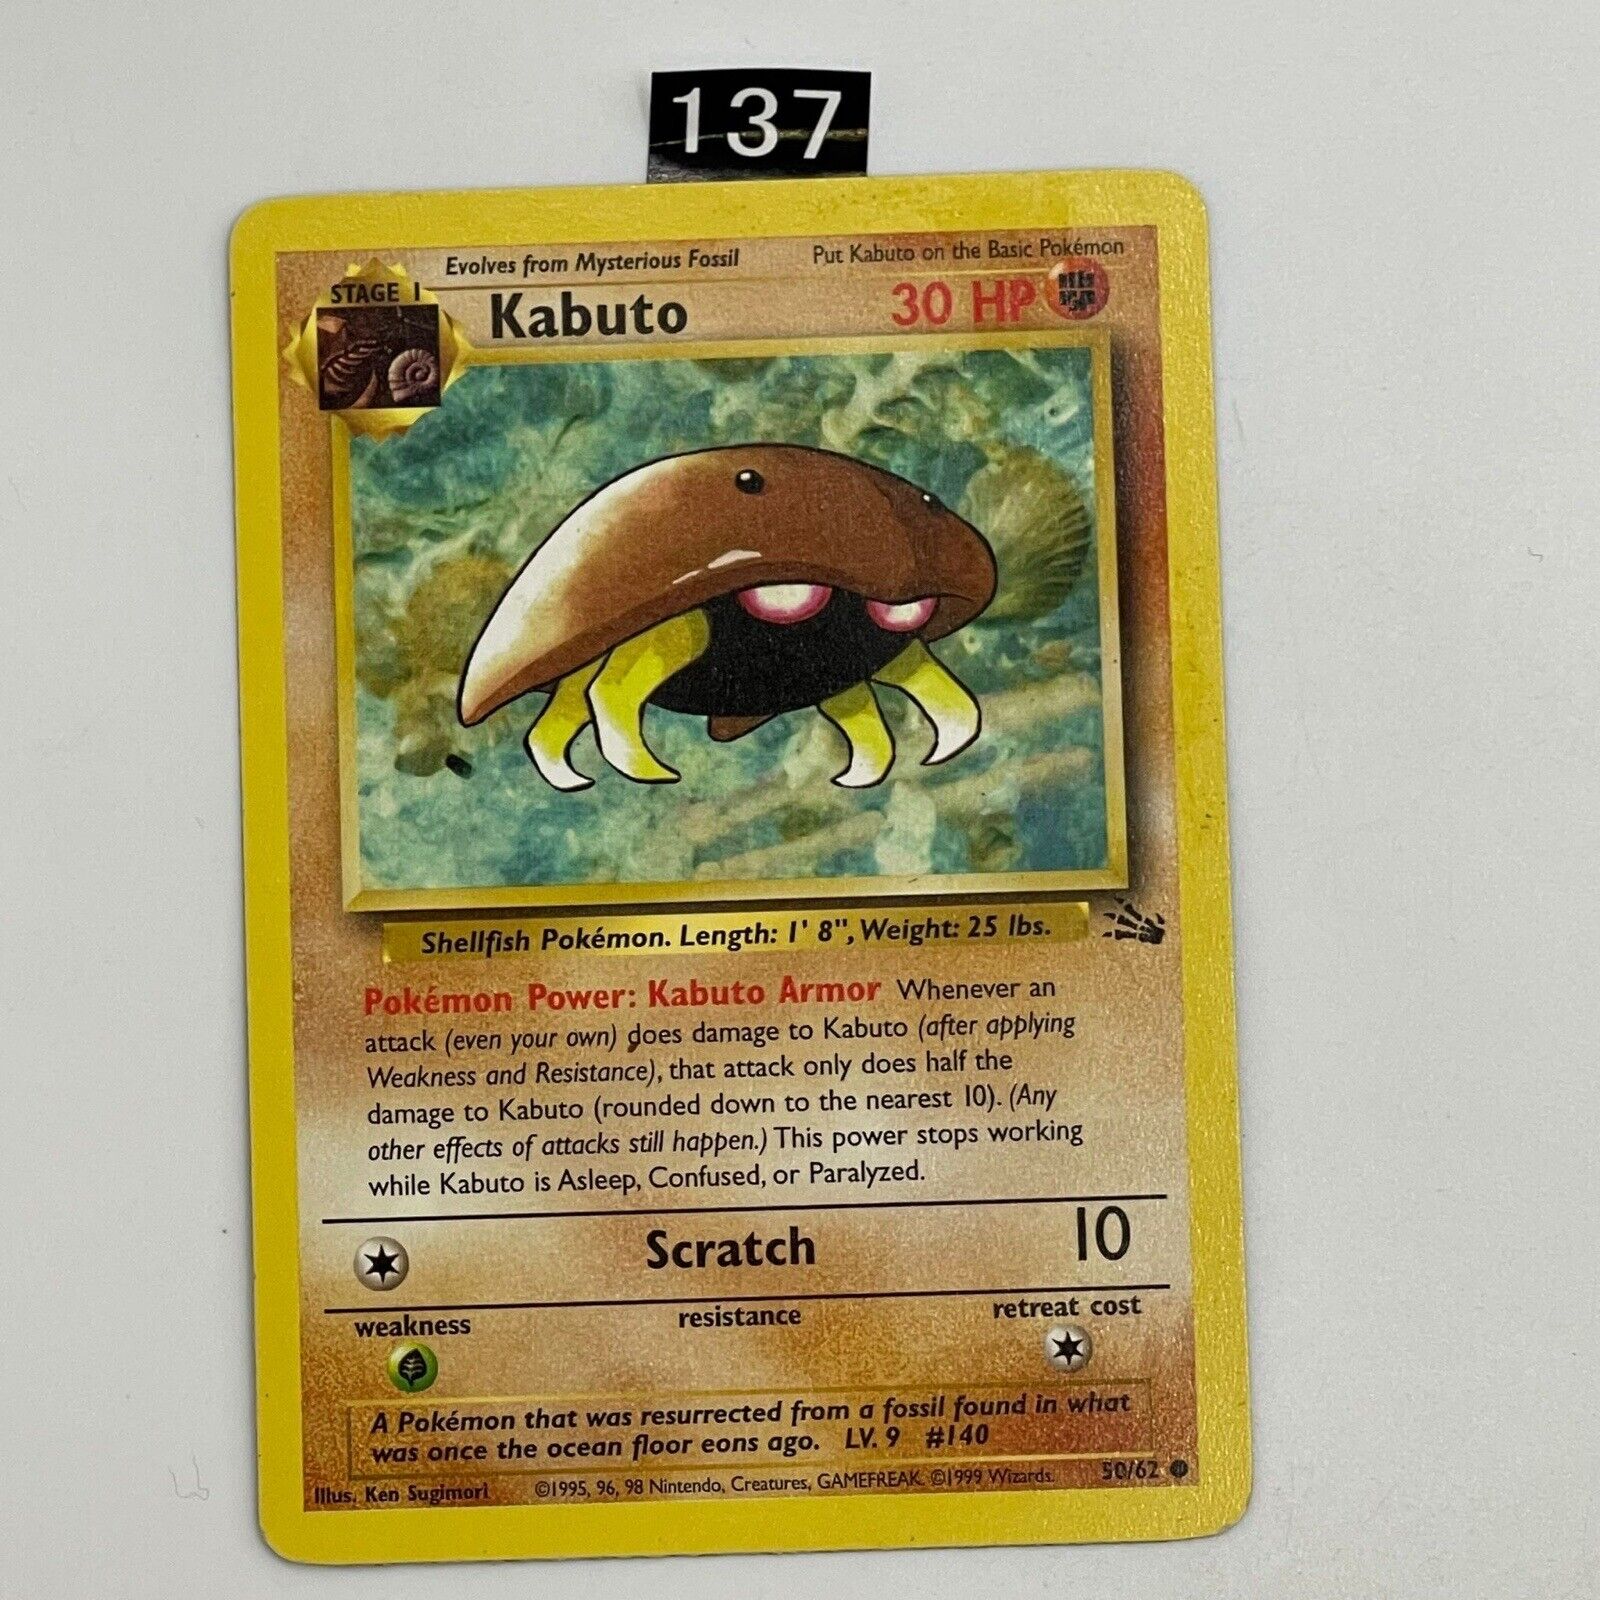 137
Evolves from Mysterious Fossil
Put Kabuto on the Basic Pokémon
STAGE 1
Kabuto
30 HP
Shellfish Pokémon. Length: 1' 8", Weight: 25 lbs.
Pokémon Power: Kabuto Armor Whenever an
attack (even your own) does damage to Kabuto (after applying
Weakness and Resistance), that attack only does half the
damage to Kabuto (rounded down to the nearest 10). (Any
other effects of attacks still happen.) This power stops working
while Kabuto is Asleep, Confused, or Paralyzed.
Scratch
10
weakness
resistance
retreat cost
A Pokémon that was resurrected from a fossil found in what
was once the ocean floor eons ago. LV. 9 #140
Illus. Ken Sugimori
©1995, 96, 98 Nintendo, Creatures, GAMEFREAK. ©1999 Wizards.
50/62